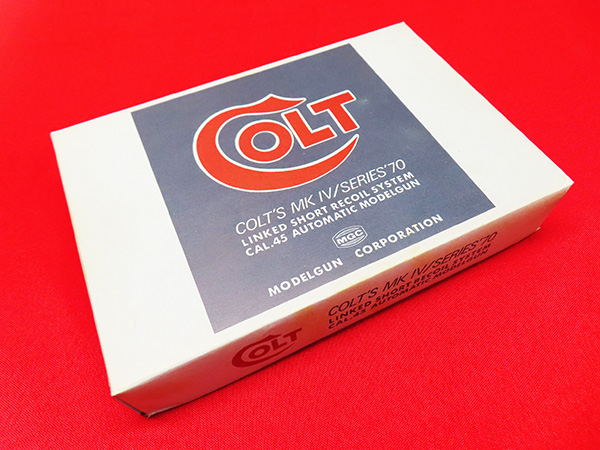 COLT
COLT'S MK IV/SERIES'70
LINKED SHORT RECOIL SYSTEM
CAL.45 AUTOMATIC MODELGUN
MGC
MODELGUN CORPORATION
COLT
COLT'S MK IV/SERIES'70
LINKED SHORT RECOIL SYSTEM
CAL.45 AUTOMATIC MODELGUN